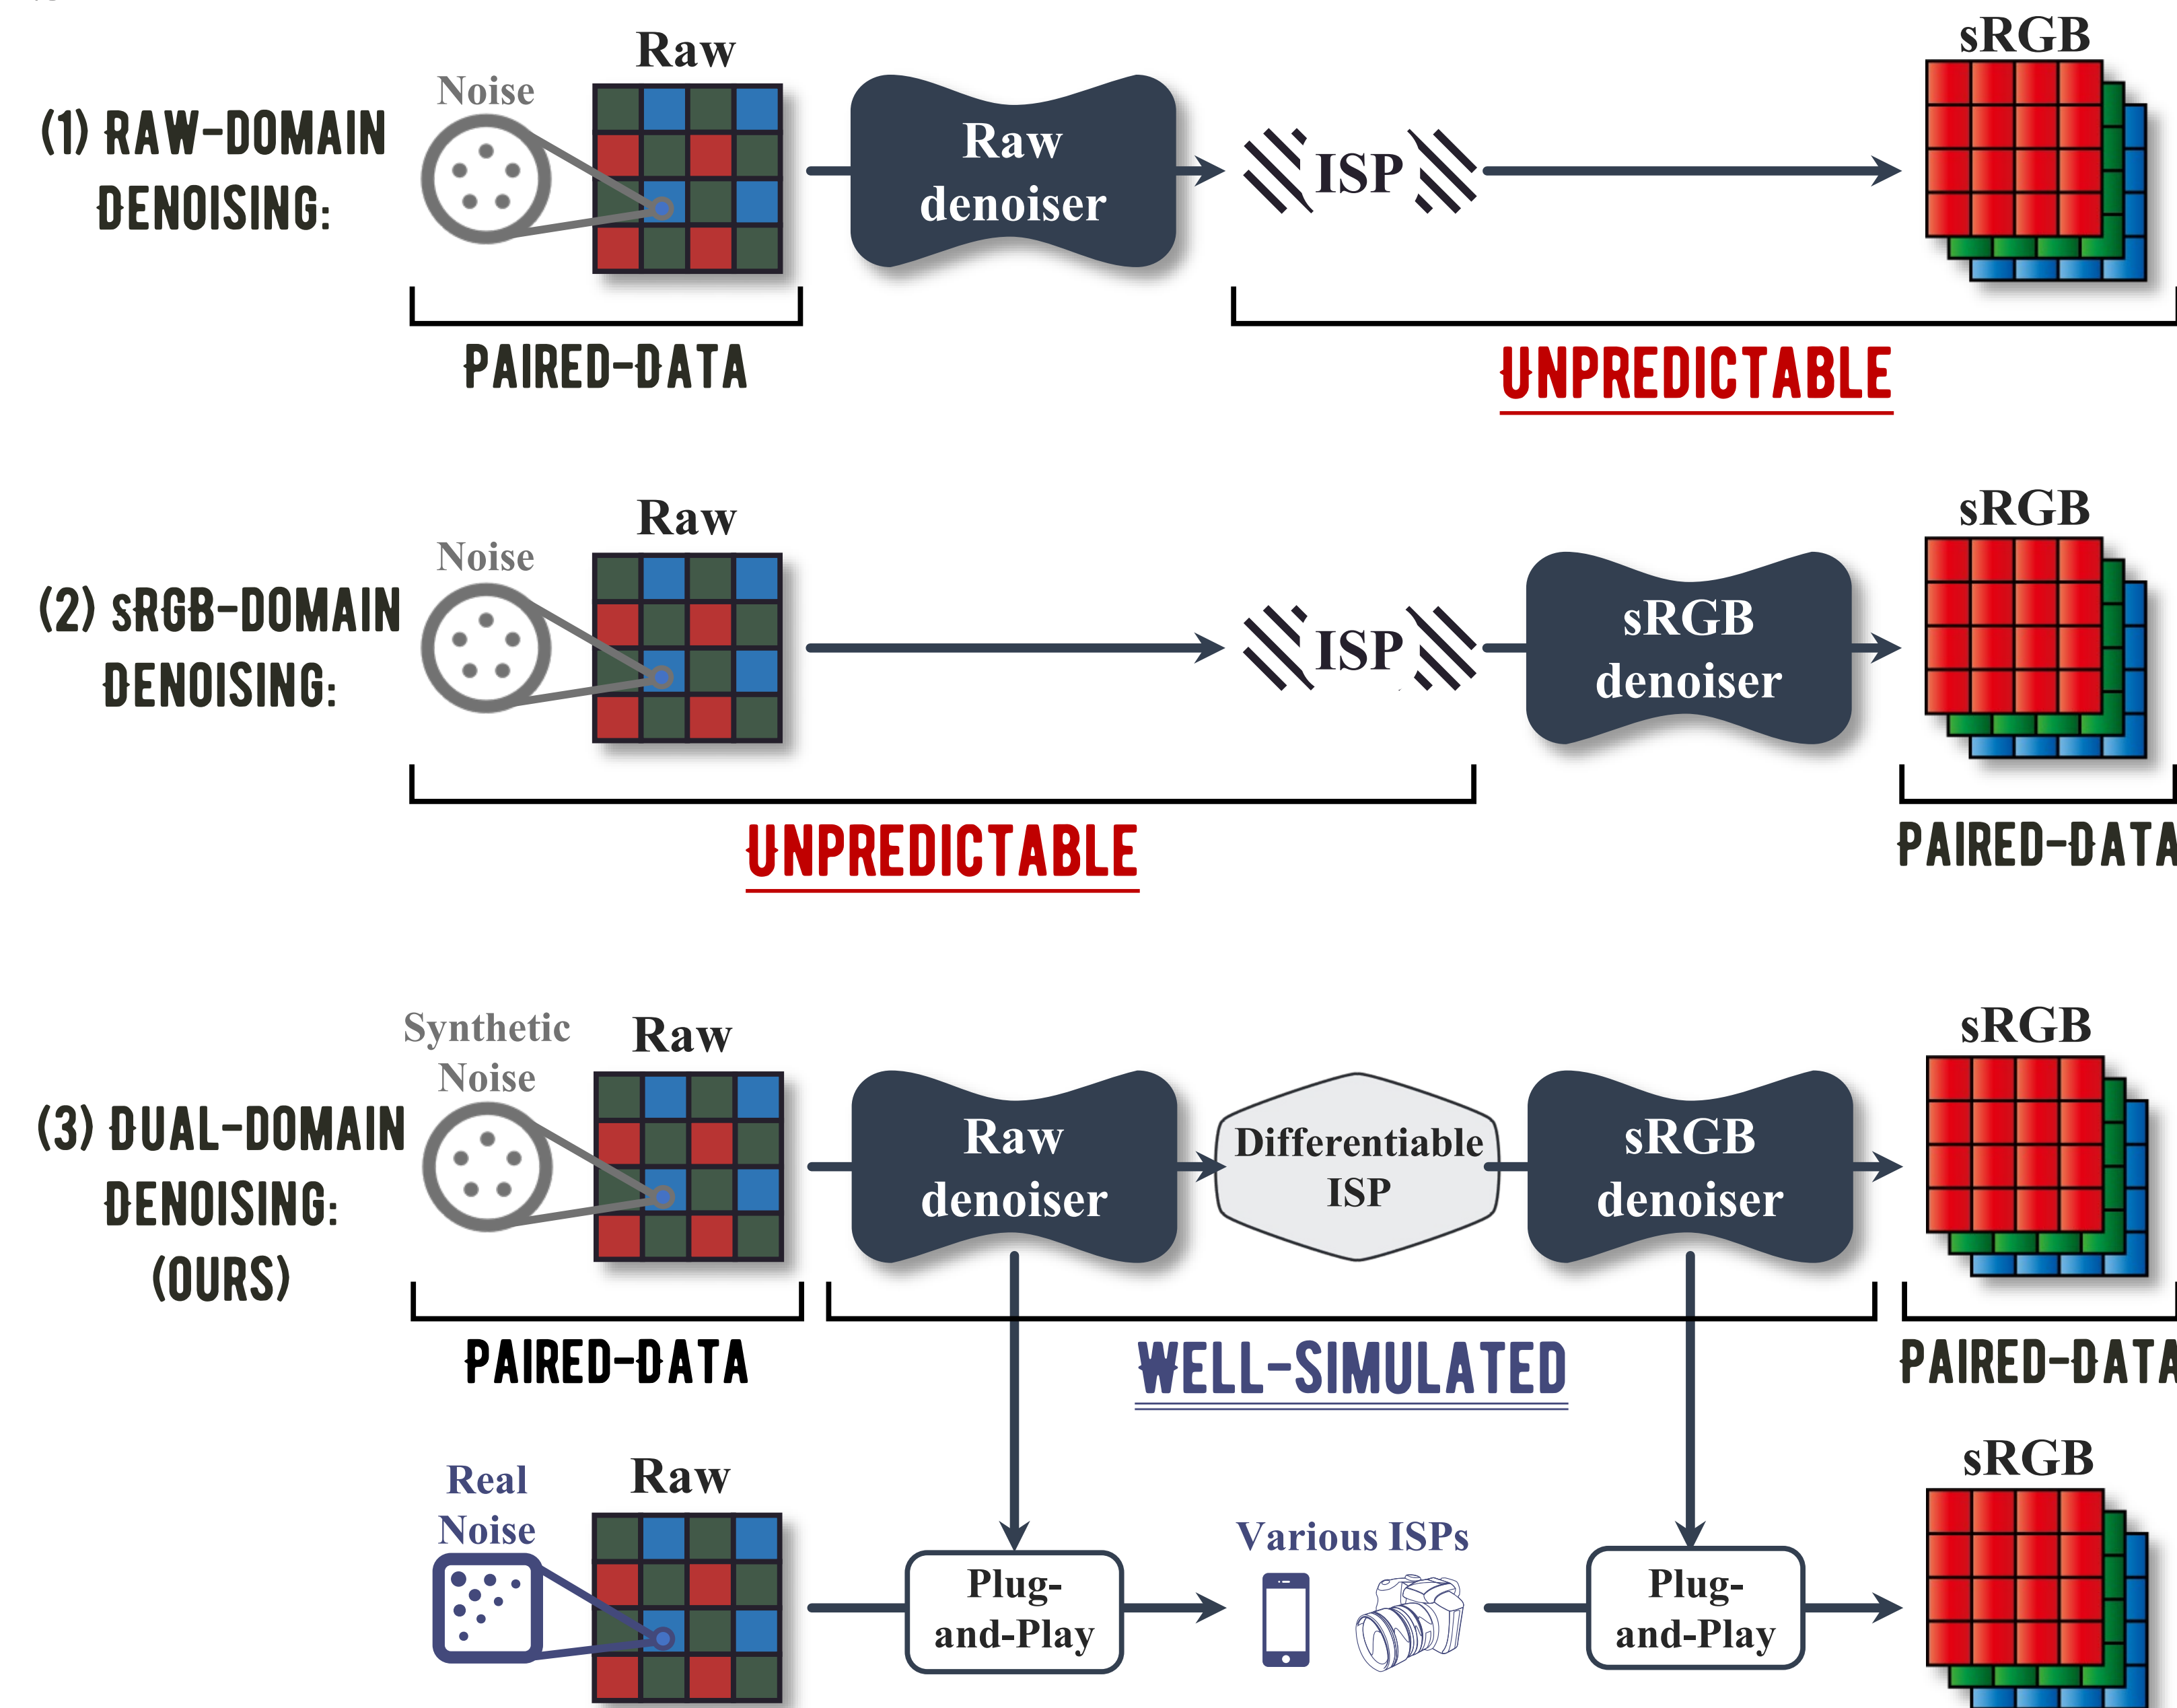 (1) RAW-DOMAIN
DENOISING:
Noise
Raw
Raw
denoiser
ISP
sRGB
PAIRED-DATA
UNPREDICTABLE
(2) sRGB-DOMAIN
DENOISING:
Noise
Raw
ISP
sRGB
denoiser
sRGB
UNPREDICTABLE
PAIRED-DATA
(3) DUAL-DOMAIN
DENOISING:
(OURS)
Synthetic
Noise
Raw
Raw
denoiser
Differentiable
ISP
sRGB
denoiser
sRGB
PAIRED-DATA
WELL-SIMULATED
PAIRED-DATA
Real
Noise
Raw
Plug-
and-Play
Various ISPs
Plug-
and-Play
sRGB